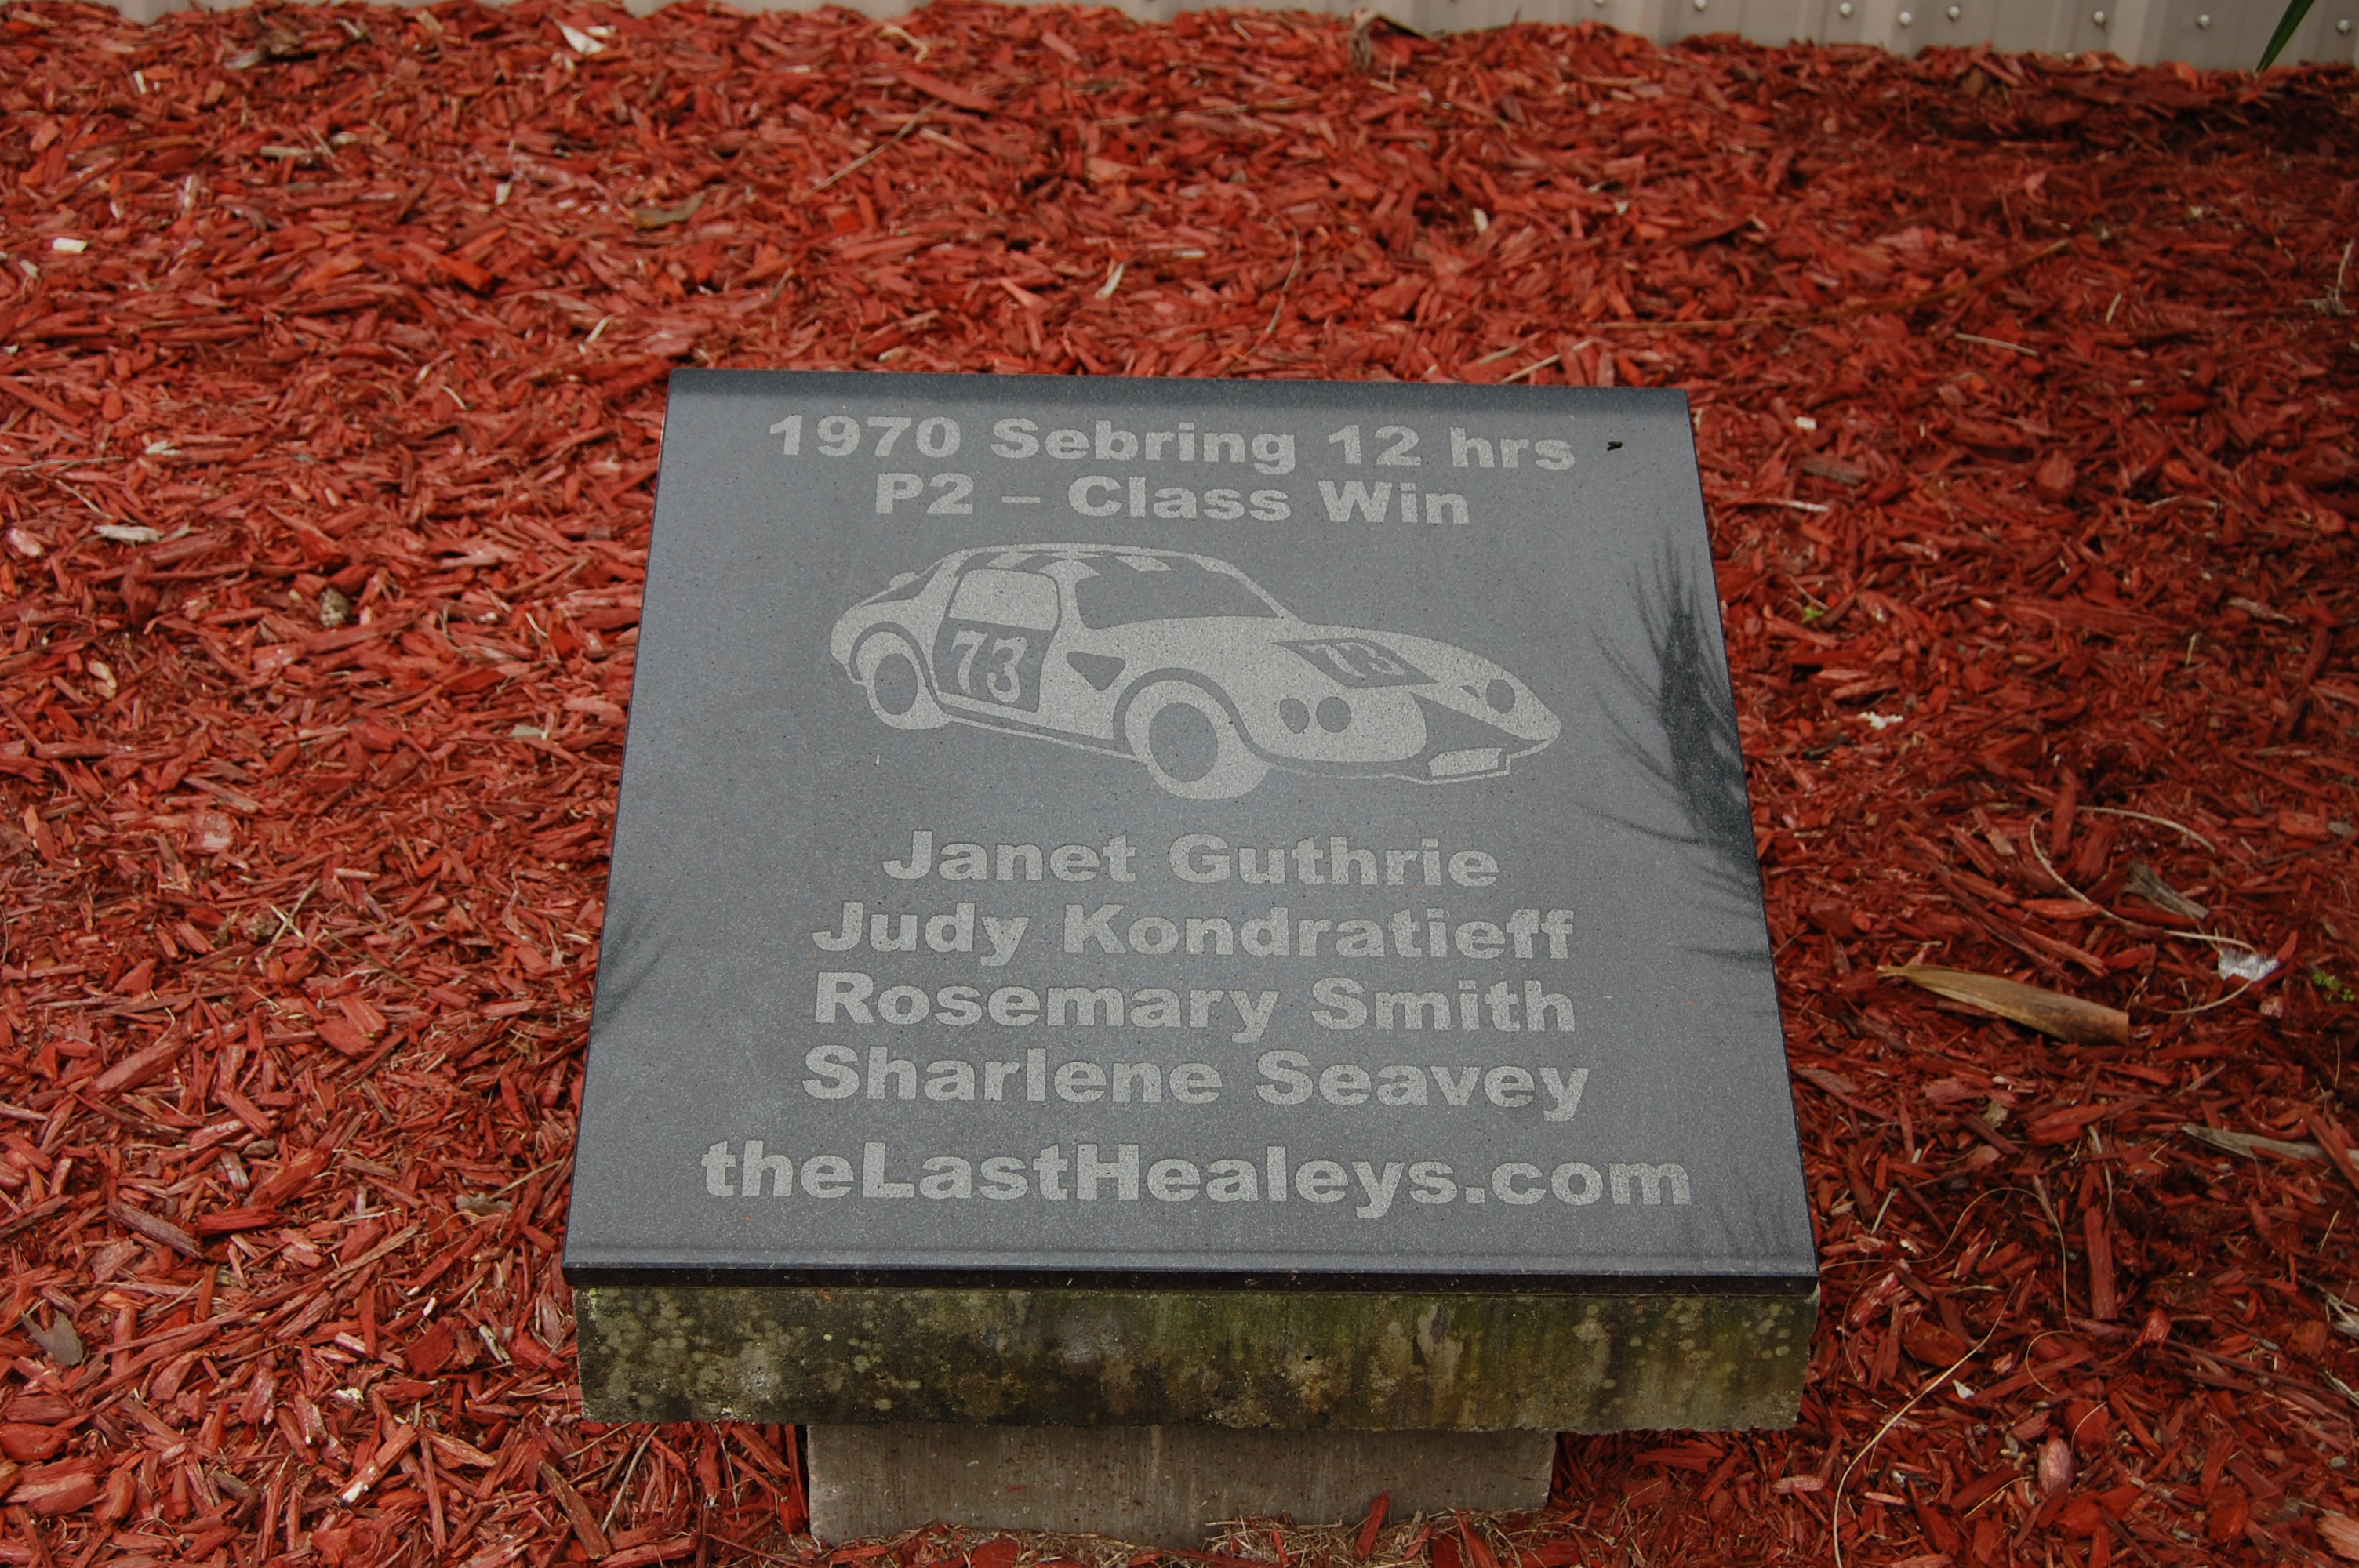 1970 Sebring 12 hrs
P2 – Class Win
73
73
Janet Guthrie
Judy Kondratieff
Rosemary Smith
Sharlene Seavey
theLastHealeys.com